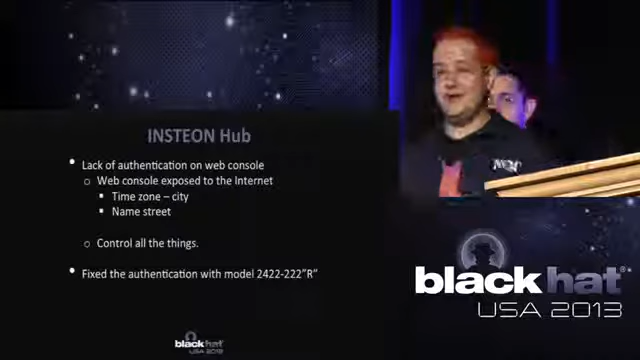 INSTEON Hub
• Lack of authentication on web console
o Web console exposed to the Internet
▪ Time zone – city
▪ Name street
o Control all the things.
• Fixed the authentication with model 2422-222"R"
black hat
USA 2013
black hat®
USA 2013